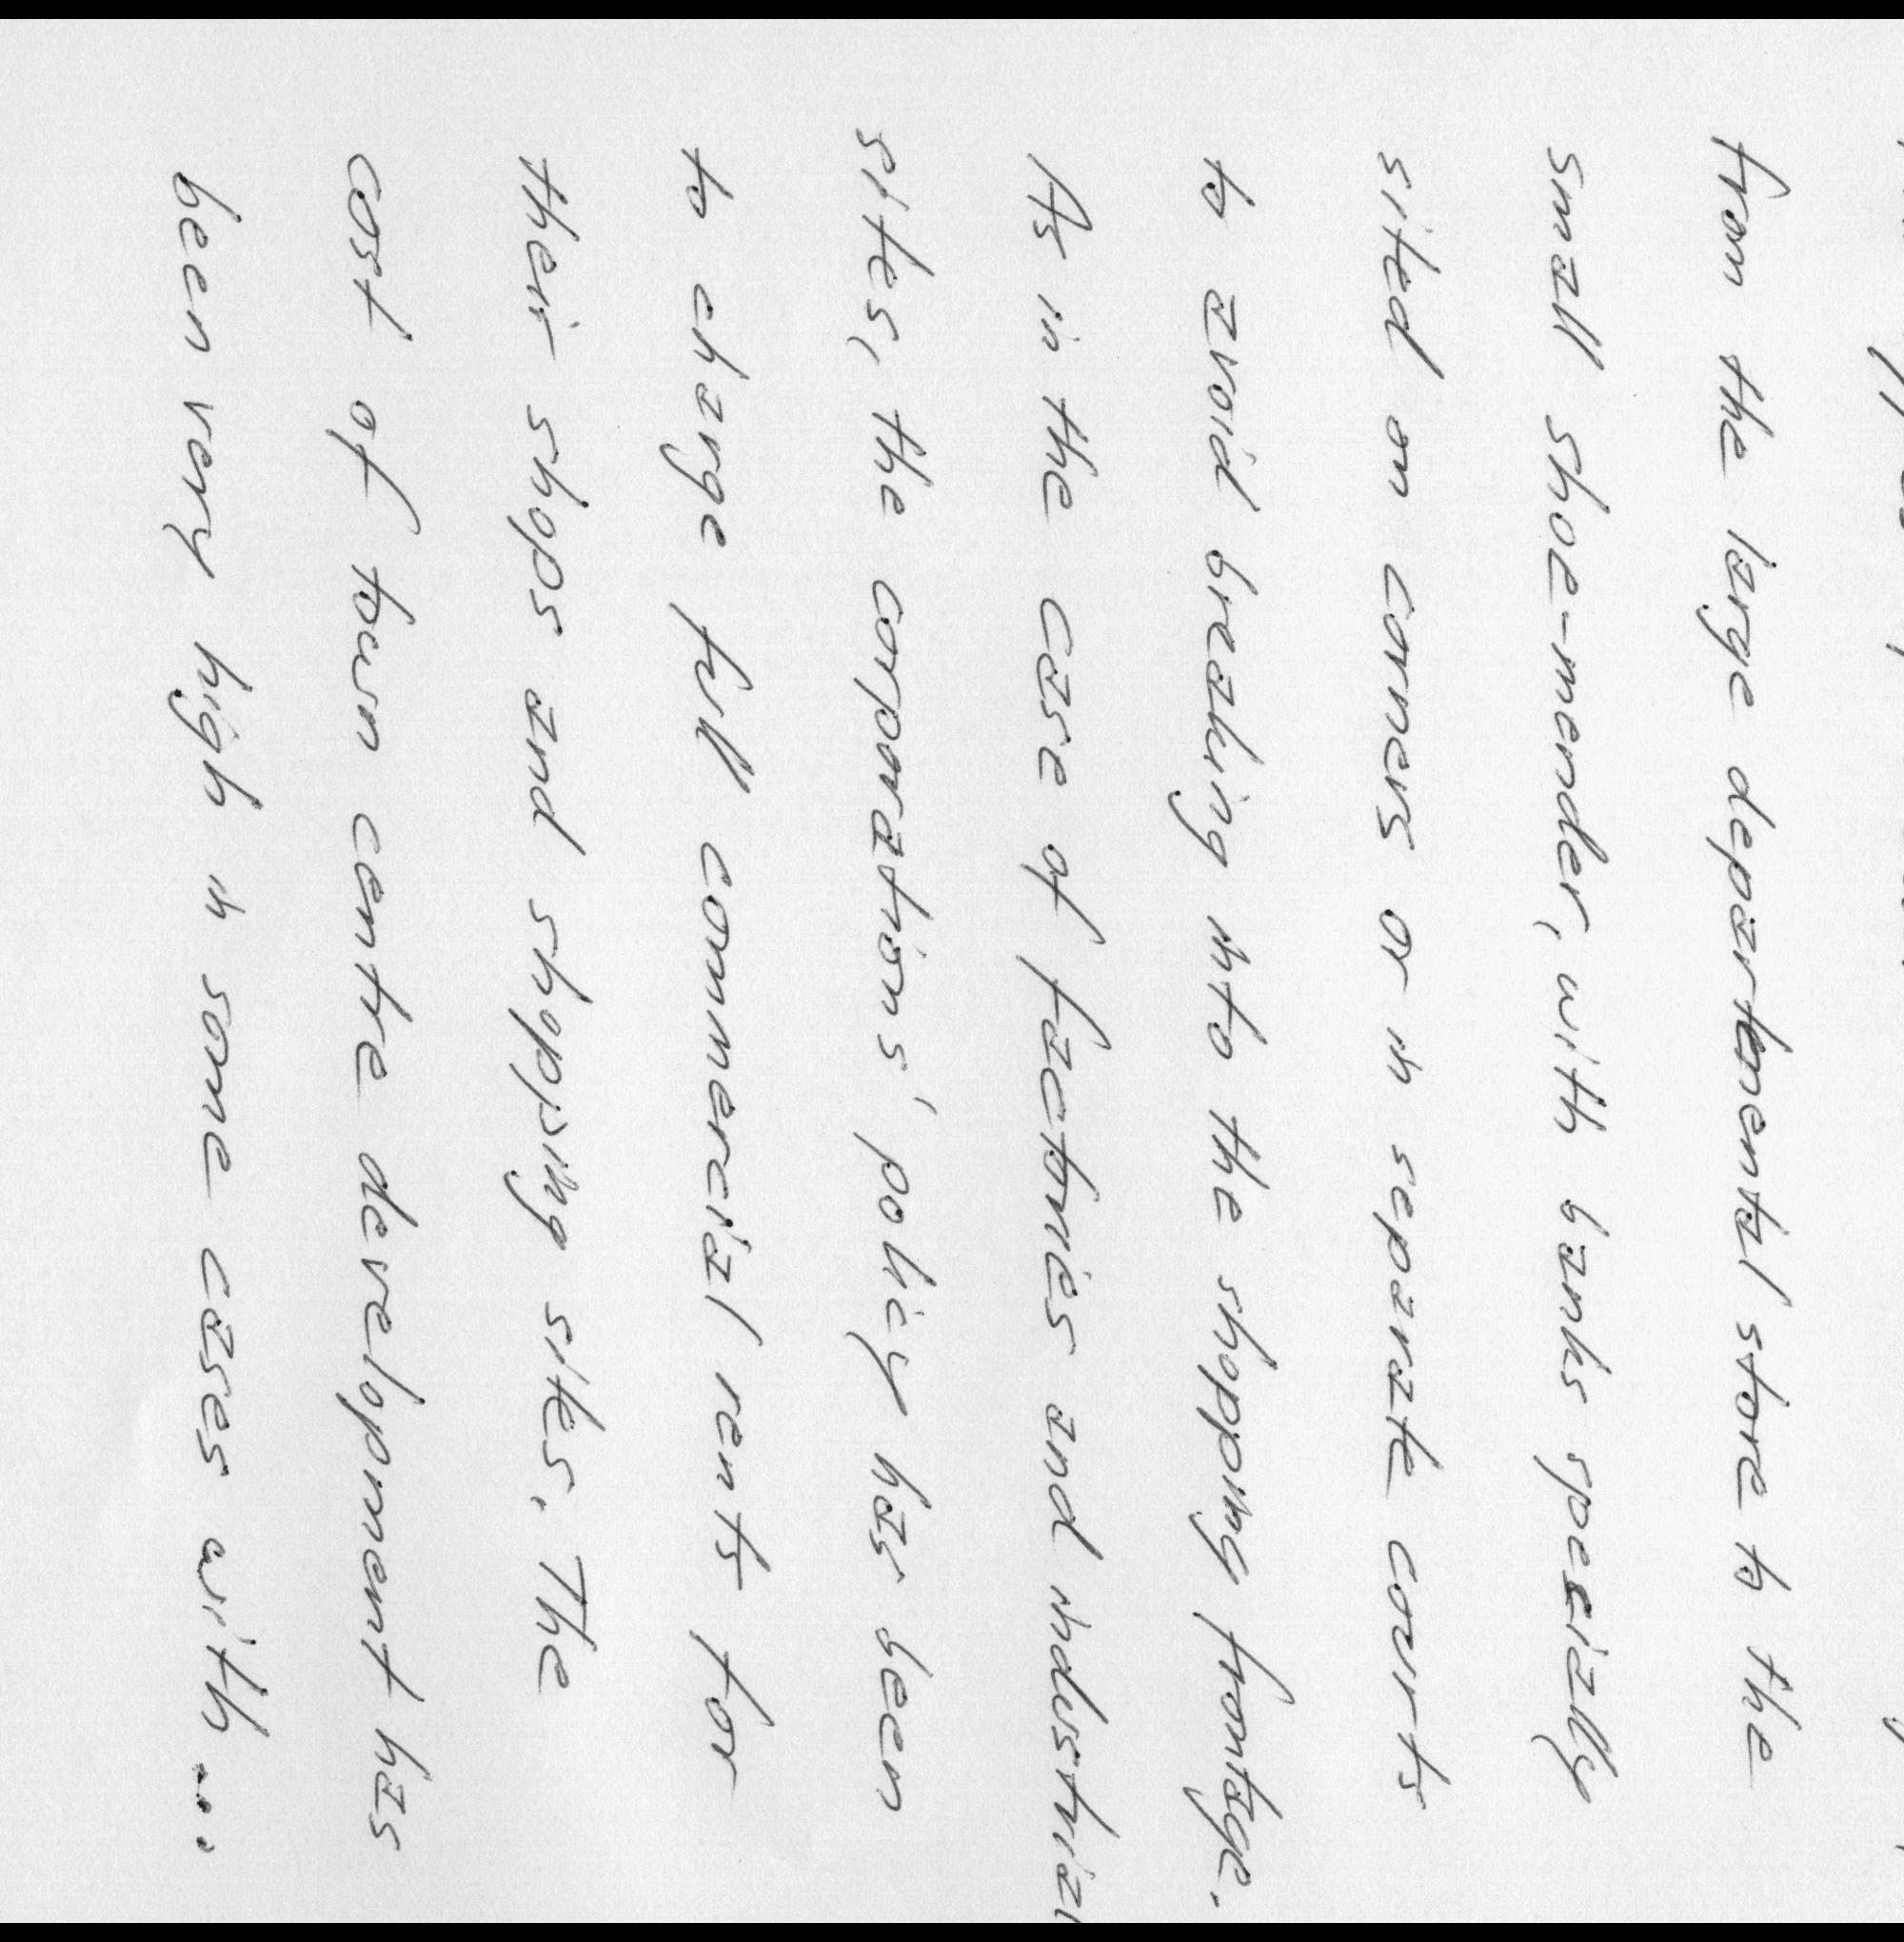 from the large departmental store to the
small shoe-mender, with banks specially
sited on corners or in separate courts
to avoid breaking into the shopping frontage.
As in the case of factories and industrial
sites, the corporations' policy has been
to charge full commercial rents for
their shops and shopping sites. The
cost of town centre development has
been very high in some cases with...